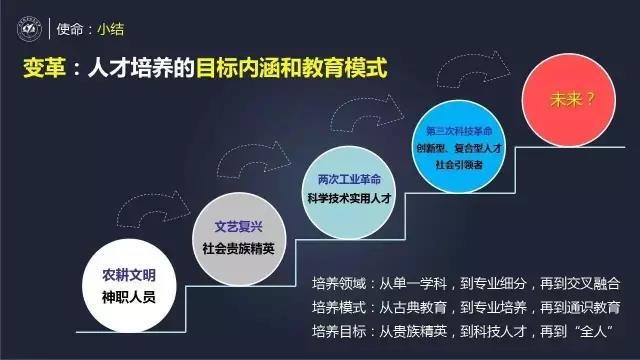 使命：小结
变革：人才培养的目标内涵和教育模式
未来？
第三次科技革命
创新型、复合型人才
社会引领者
两次工业革命
科学技术实用人才
文艺复兴
社会贵族精英
农耕文明
神职人员
培养领域：从单一学科，到专业细分，再到交叉融合
培养模式：从古典教育，到专业培养，再到通识教育
培养目标：从贵族精英，到科技人才，再到“全人”